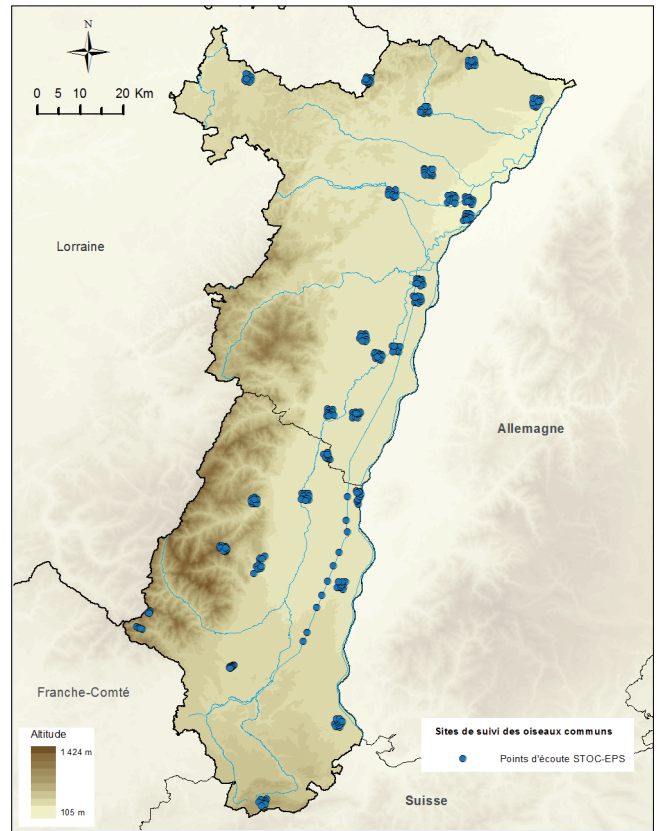 N
0 5 10 20 Km
Lorraine
Allemagne
Franche-Comté
Altitude
1 424 m
105 m
Sites de suivi des oiseaux communs
Points d'écoute STOC-EPS
Suisse